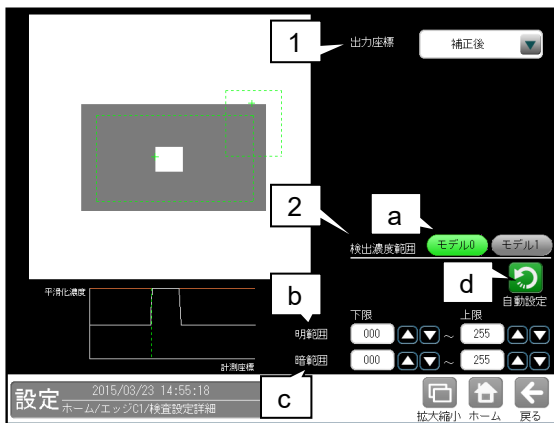 1
出力座標 補正後
2
a
検出濃度範囲 モデル0 モデル1
d
自動設定
平滑化濃度
b
下限 上限
明範囲 000 ～ 255
暗範囲 000 ～ 255
計測座標
c
設定 2015/03/23 14:55:18
ホーム/エッジC1/検査設定詳細
拡大縮小 ホーム 戻る